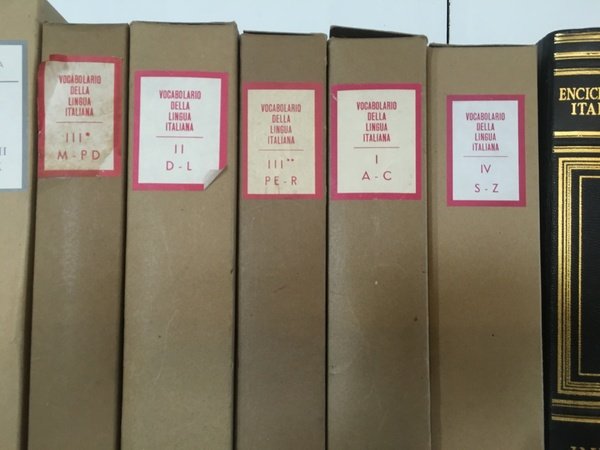 VOCABOLARIO
DELLA
LINGUA
ITALIANA
III*
M-PD
VOCABOLARIO
DELLA
LINGUA
ITALIANA
II
D-L
VOCABOLARIO
DELLA
LINGUA
ITALIANA
III**
PE-R
VOCABOLARIO
DELLA
LINGUA
ITALIANA
I
A-C
VOCABOLARIO
DELLA
LINGUA
ITALIANA
IV
S-Z